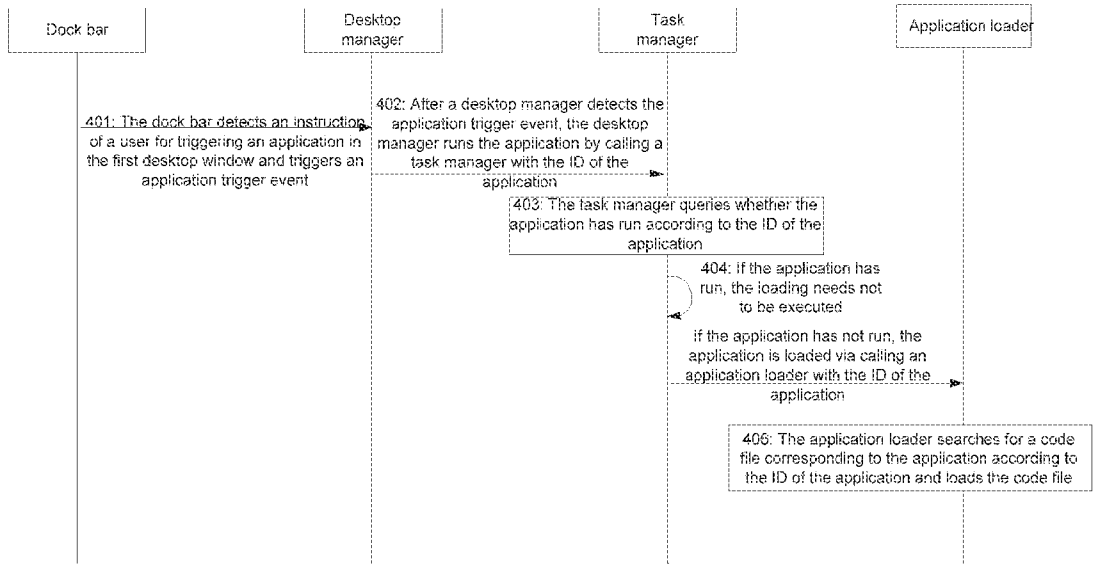 Dock bar
Desktop
manager
Task
manager
Application loader
401: The dock bar detects an instruction
of a user for triggering an application in
the first desktop window and triggers an
application trigger event
402: After a desktop manager detects the
application trigger event, the desktop
manager runs the application by calling a
task manager with the ID of the
application
403: The task manager queries whether the
application has run according to the ID of the
application
404: If the application has
run, the loading needs not
to be executed
If the application has not run, the
application is loaded via calling an
application loader with the ID of the
application
406: The application loader searches for a code
file corresponding to the application according to
the ID of the application and loads the code file